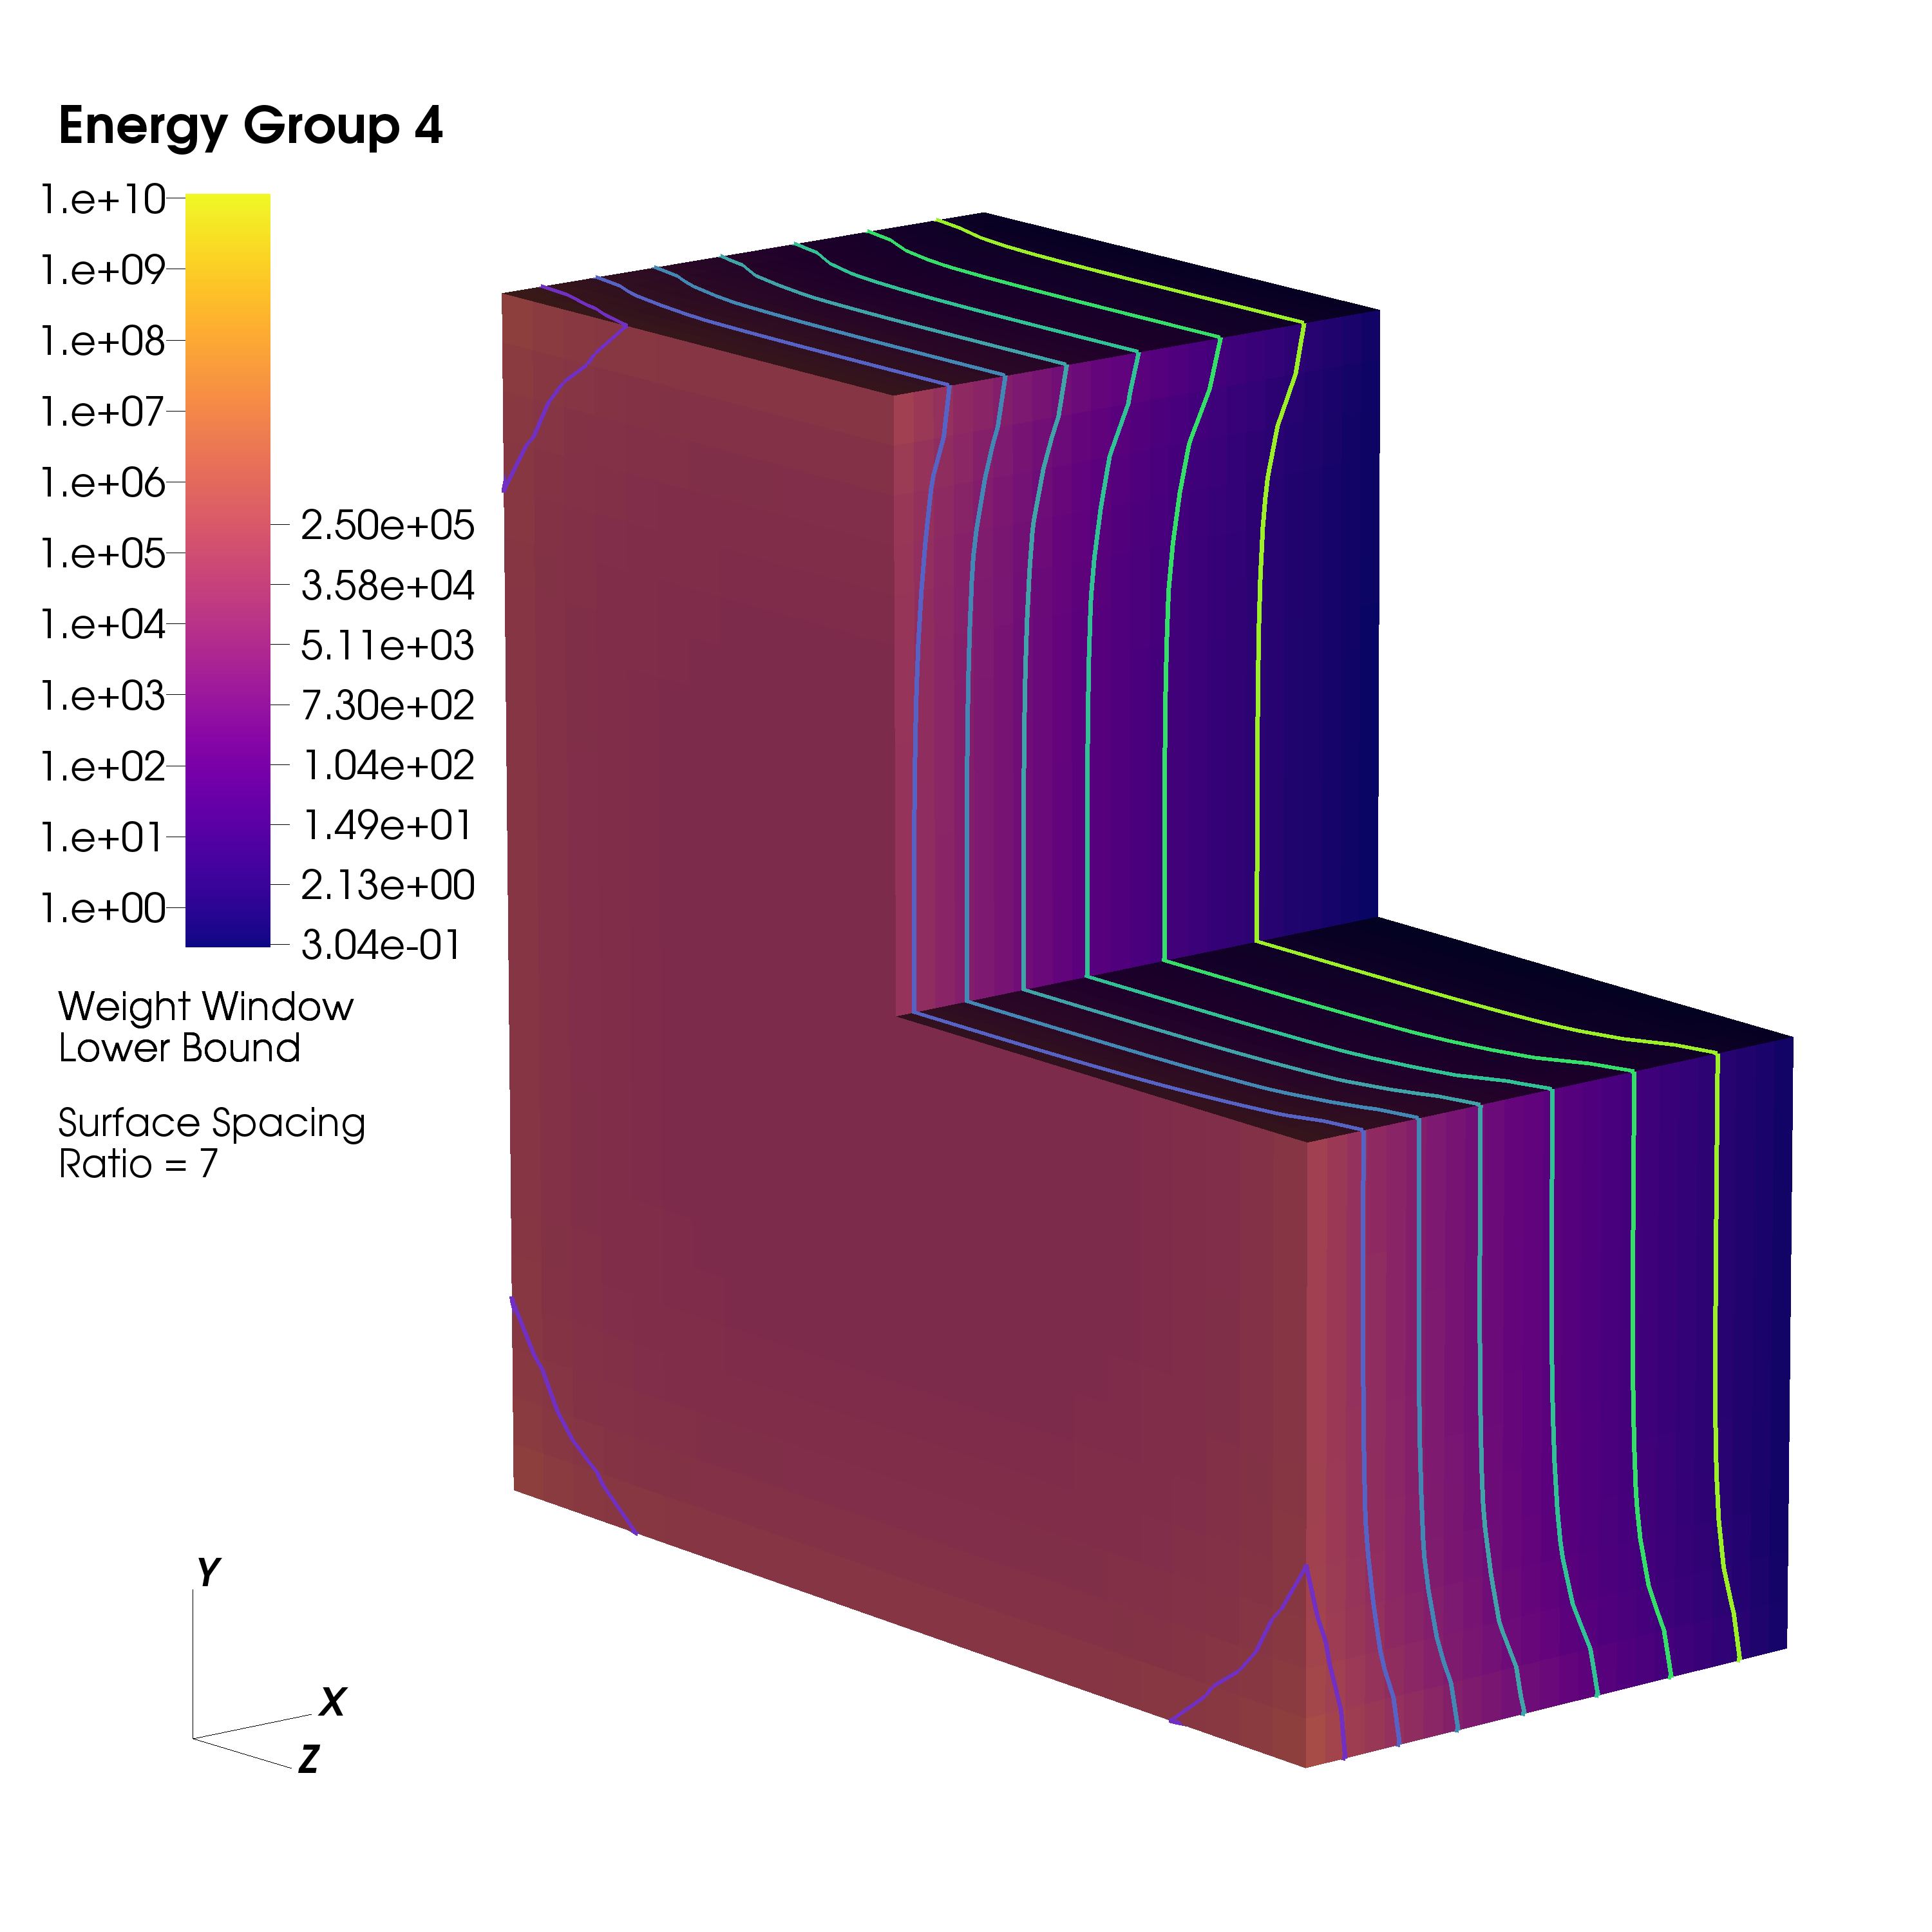 Energy Group 4
1.e+10
1.e+09
1.e+08
1.e+07
1.e+06
1.e+05
1.e+04
1.e+03
1.e+02
1.e+01
1.e+00
2.50e+05
3.58e+04
5.11e+03
7.30e+02
1.04e+02
1.49e+01
2.13e+00
3.04e-01
Weight Window
Lower Bound
Surface Spacing
Ratio = 7
Y
X
Z